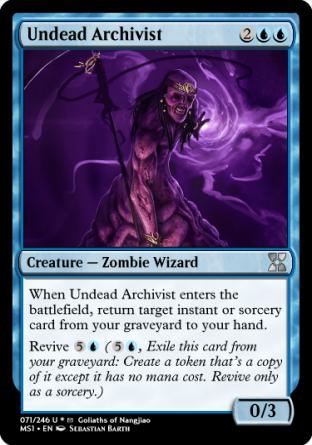 Undead Archivist 2
Creature — Zombie Wizard
When Undead Archivist enters the
battlefield, return target instant or sorcery
card from your graveyard to your hand.
Revive 5 ( 5 , Exile this card from
your graveyard: Create a token that's a copy
of it except it has no mana cost. Revive only
as a sorcery.)
0/3
071/246 U * Goliaths of Nangjiao
MS1 • EN Sebastian Barth